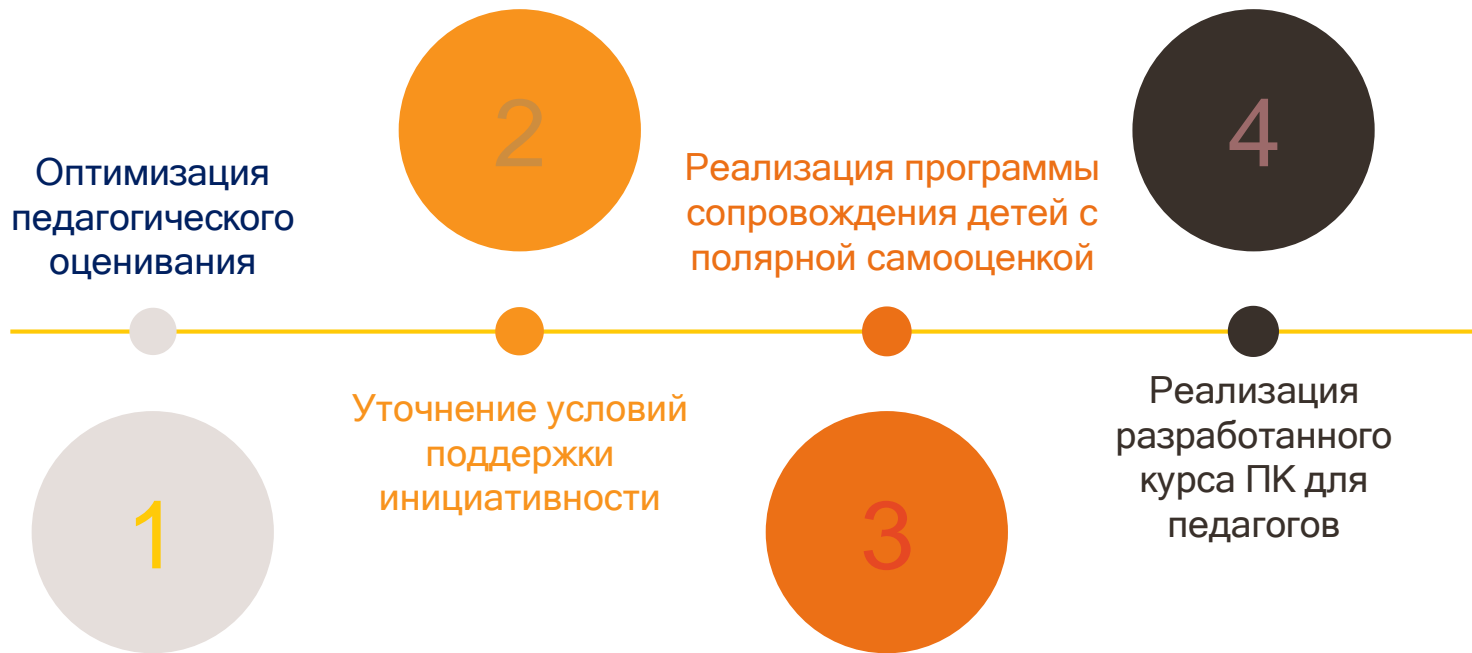 1
Оптимизация
педагогического
оценивания
2
Уточнение условий
поддержки
инициативности
3
Реализация программы
сопровождения детей с
полярной самооценкой
4
Реализация
разработанного
курса ПК для
педагогов